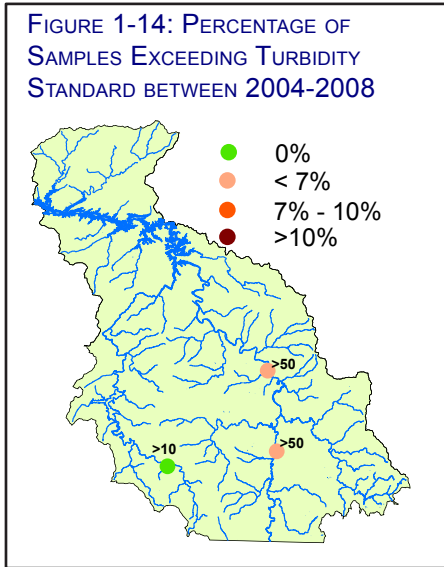 FIGURE 1-14: PERCENTAGE OF
SAMPLES EXCEEDING TURBIDITY
STANDARD BETWEEN 2004-2008
0%
< 7%
7% - 10%
>10%
>50
>50
>10